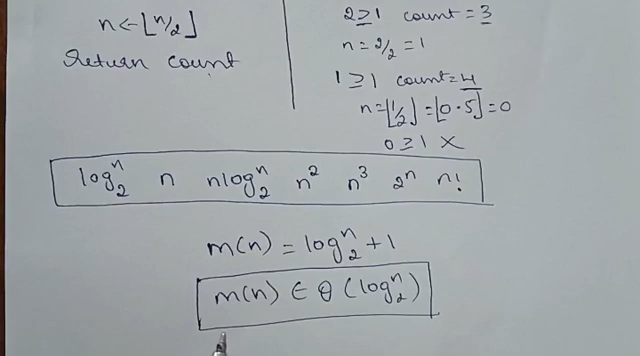 n ← ⌊n/2⌋
Return count
2 ≥ 1 count = 3
n = 2/2 = 1
1 ≥ 1 count = 4
n = ⌊1/2⌋ = ⌊0.5⌋ = 0
0 ≥ 1 X
log₂ⁿ n nlog₂ⁿ n² n³ 2ⁿ n!
m(n) = log₂ⁿ + 1
m(n) ∈ θ (log₂ⁿ)